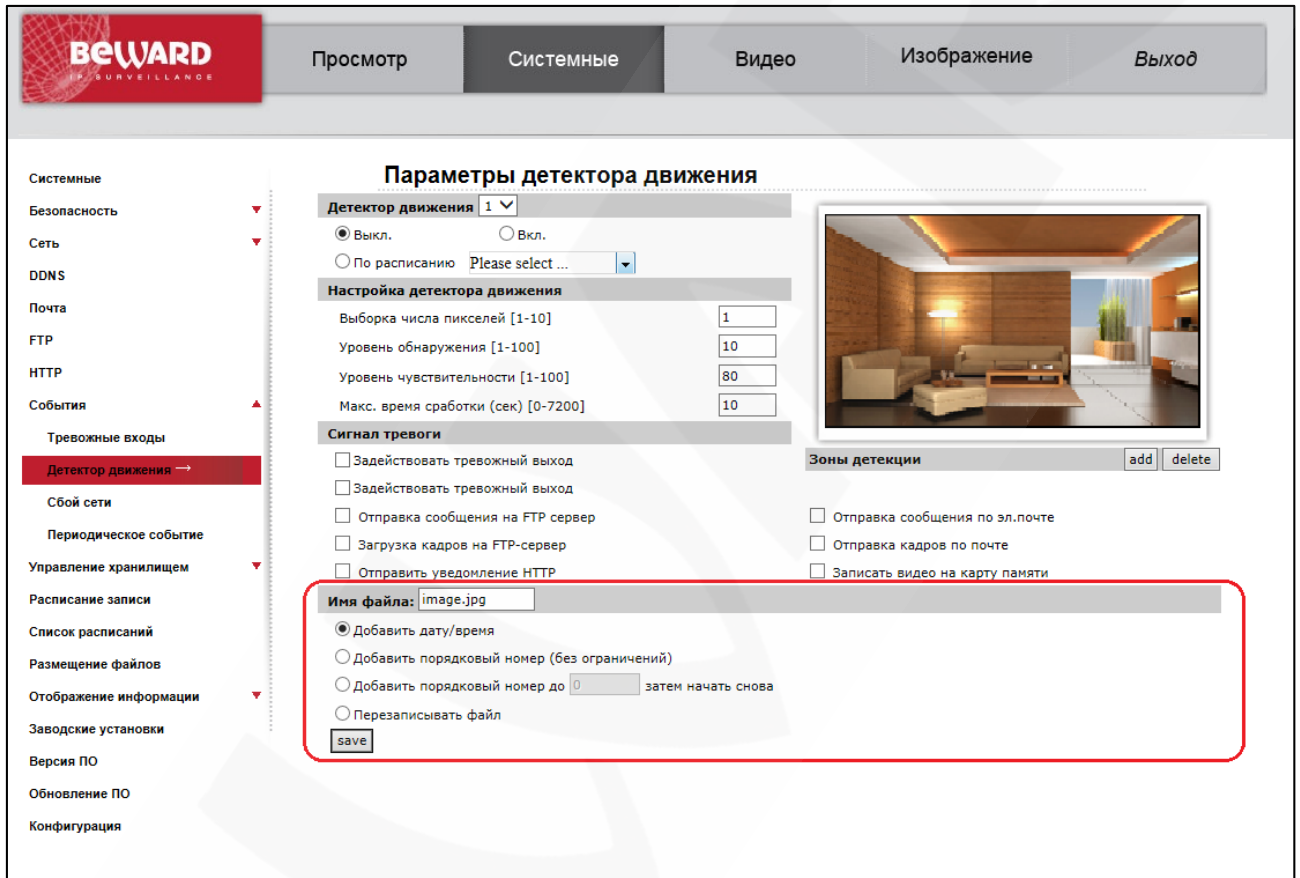 BEWARD
IP SURVEILLANCE
Просмотр
Системные
Видео
Изображение
Выход
Системные
Безопасность
Сеть
DDNS
Почта
FTP
HTTP
События
Тревожные входы
Детектор движения →
Сбой сети
Периодическое событие
Управление хранилищем
Расписание записи
Список расписаний
Размещение файлов
Отображение информации
Заводские установки
Версия ПО
Обновление ПО
Конфигурация
Параметры детектора движения
Детектор движения 1
Выкл. Вкл.
По расписанию Please select ...
Настройка детектора движения
Выборка числа пикселей [1-10] 1
Уровень обнаружения [1-100] 10
Уровень чувствительности [1-100] 80
Макс. время сработки (сек) [0-7200] 10
Сигнал тревоги
Зоны детекции add delete
Задействовать тревожный выход
Задействовать тревожный выход
Отправка сообщения на FTP сервер
Отправка сообщения по эл.почте
Загрузка кадров на FTP-сервер
Отправка кадров по почте
Отправить уведомление HTTP
Записать видео на карту памяти
Имя файла: image.jpg
Добавить дату/время
Добавить порядковый номер (без ограничений)
Добавить порядковый номер до 0 затем начать снова
Перезаписывать файл
save